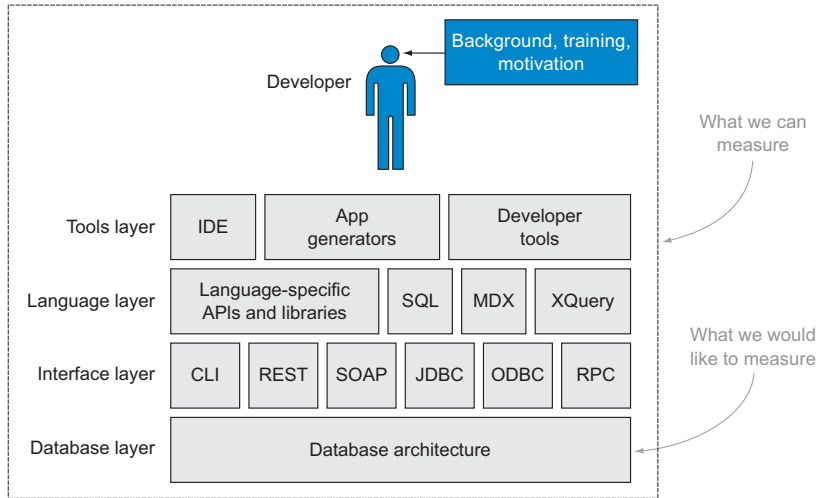 Background, training,
motivation
Developer
What we can
measure
Tools layer
IDE
App
generators
Developer
tools
Language layer
Language-specific
APIs and libraries
SQL
MDX
XQuery
What we would
like to measure
Interface layer
CLI
REST
SOAP
JDBC
ODBC
RPC
Database layer
Database architecture